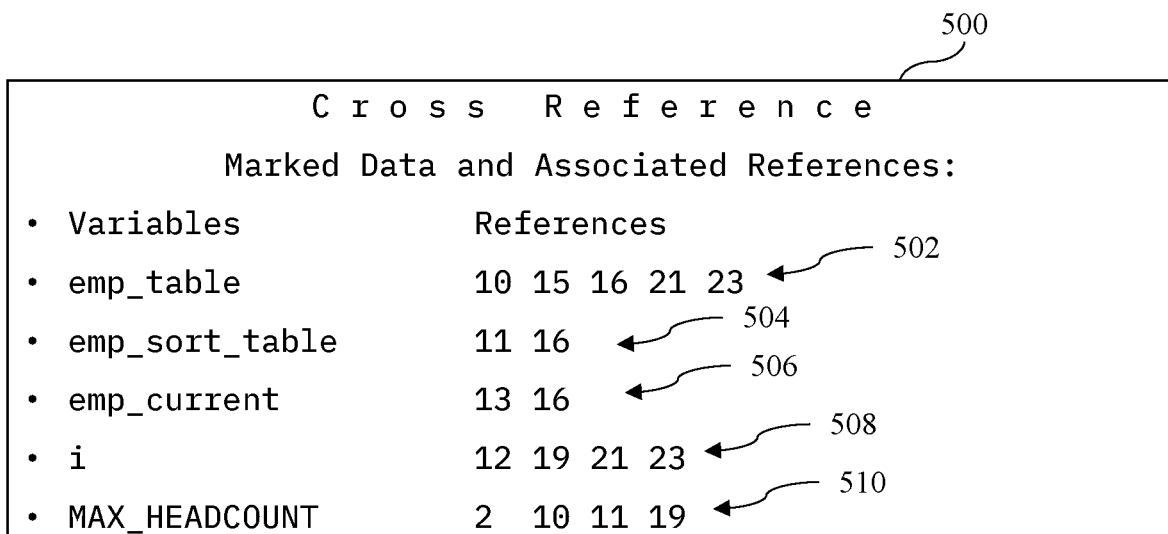 500
C r o s s   R e f e r e n c e
Marked Data and Associated References:
• Variables References
• emp_table 10 15 16 21 23 502
• emp_sort_table 11 16 504
• emp_current 13 16 506
• i 12 19 21 23 508
• MAX_HEADCOUNT 2 10 11 19 510